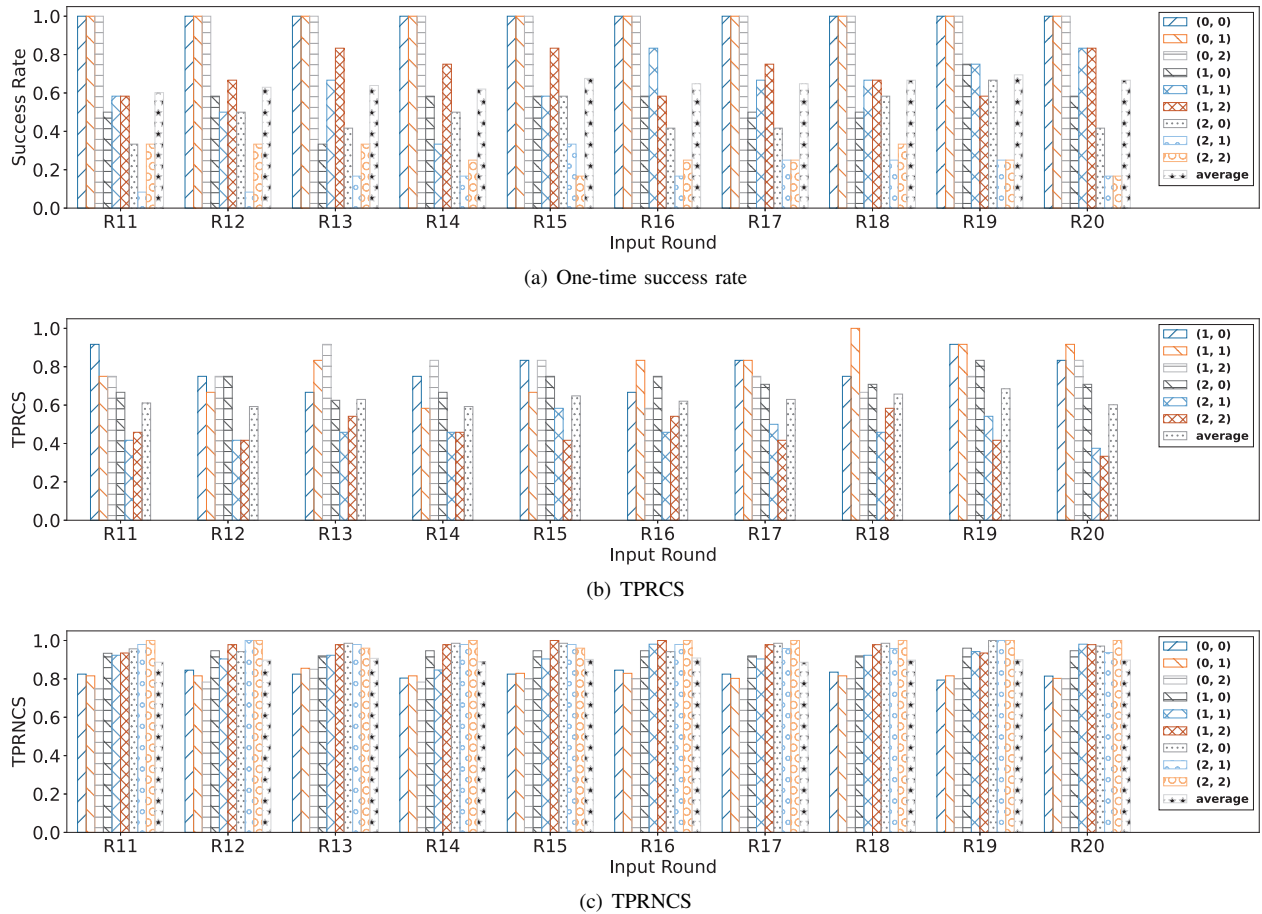 1.0
0.8
0.6
0.4
0.2
0.0
Success Rate
R11 R12 R13 R14 R15 R16 R17 R18 R19 R20
Input Round
(0, 0)
(0, 1)
(0, 2)
(1, 0)
(1, 1)
(1, 2)
(2, 0)
(2, 1)
(2, 2)
average
(a) One-time success rate
1.0
0.8
0.6
0.4
0.2
0.0
TPRCS
R11 R12 R13 R14 R15 R16 R17 R18 R19 R20
Input Round
(1, 0)
(1, 1)
(1, 2)
(2, 0)
(2, 1)
(2, 2)
average
(b) TPRCS
1.0
0.8
0.6
0.4
0.2
0.0
TPRNCS
R11 R12 R13 R14 R15 R16 R17 R18 R19 R20
Input Round
(0, 0)
(0, 1)
(0, 2)
(1, 0)
(1, 1)
(1, 2)
(2, 0)
(2, 1)
(2, 2)
average
(c) TPRNCS